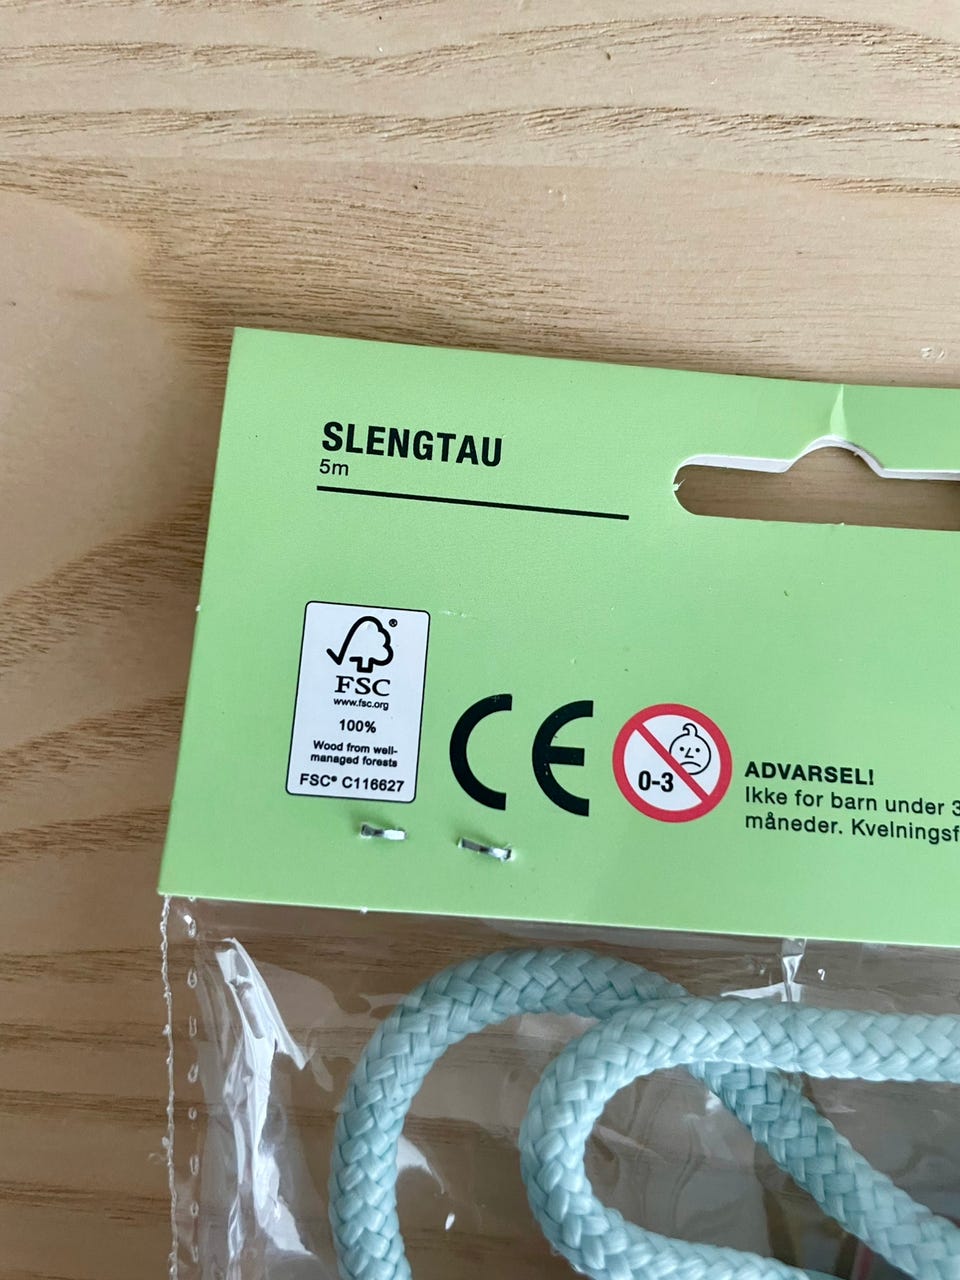 SLENGTAU
5m
FSC®
www.fsc.org
100%
Wood from well-
managed forests
FSC® C116627
CE
0-3
ADVARSEL!
Ikke for barn under 3
måneder.